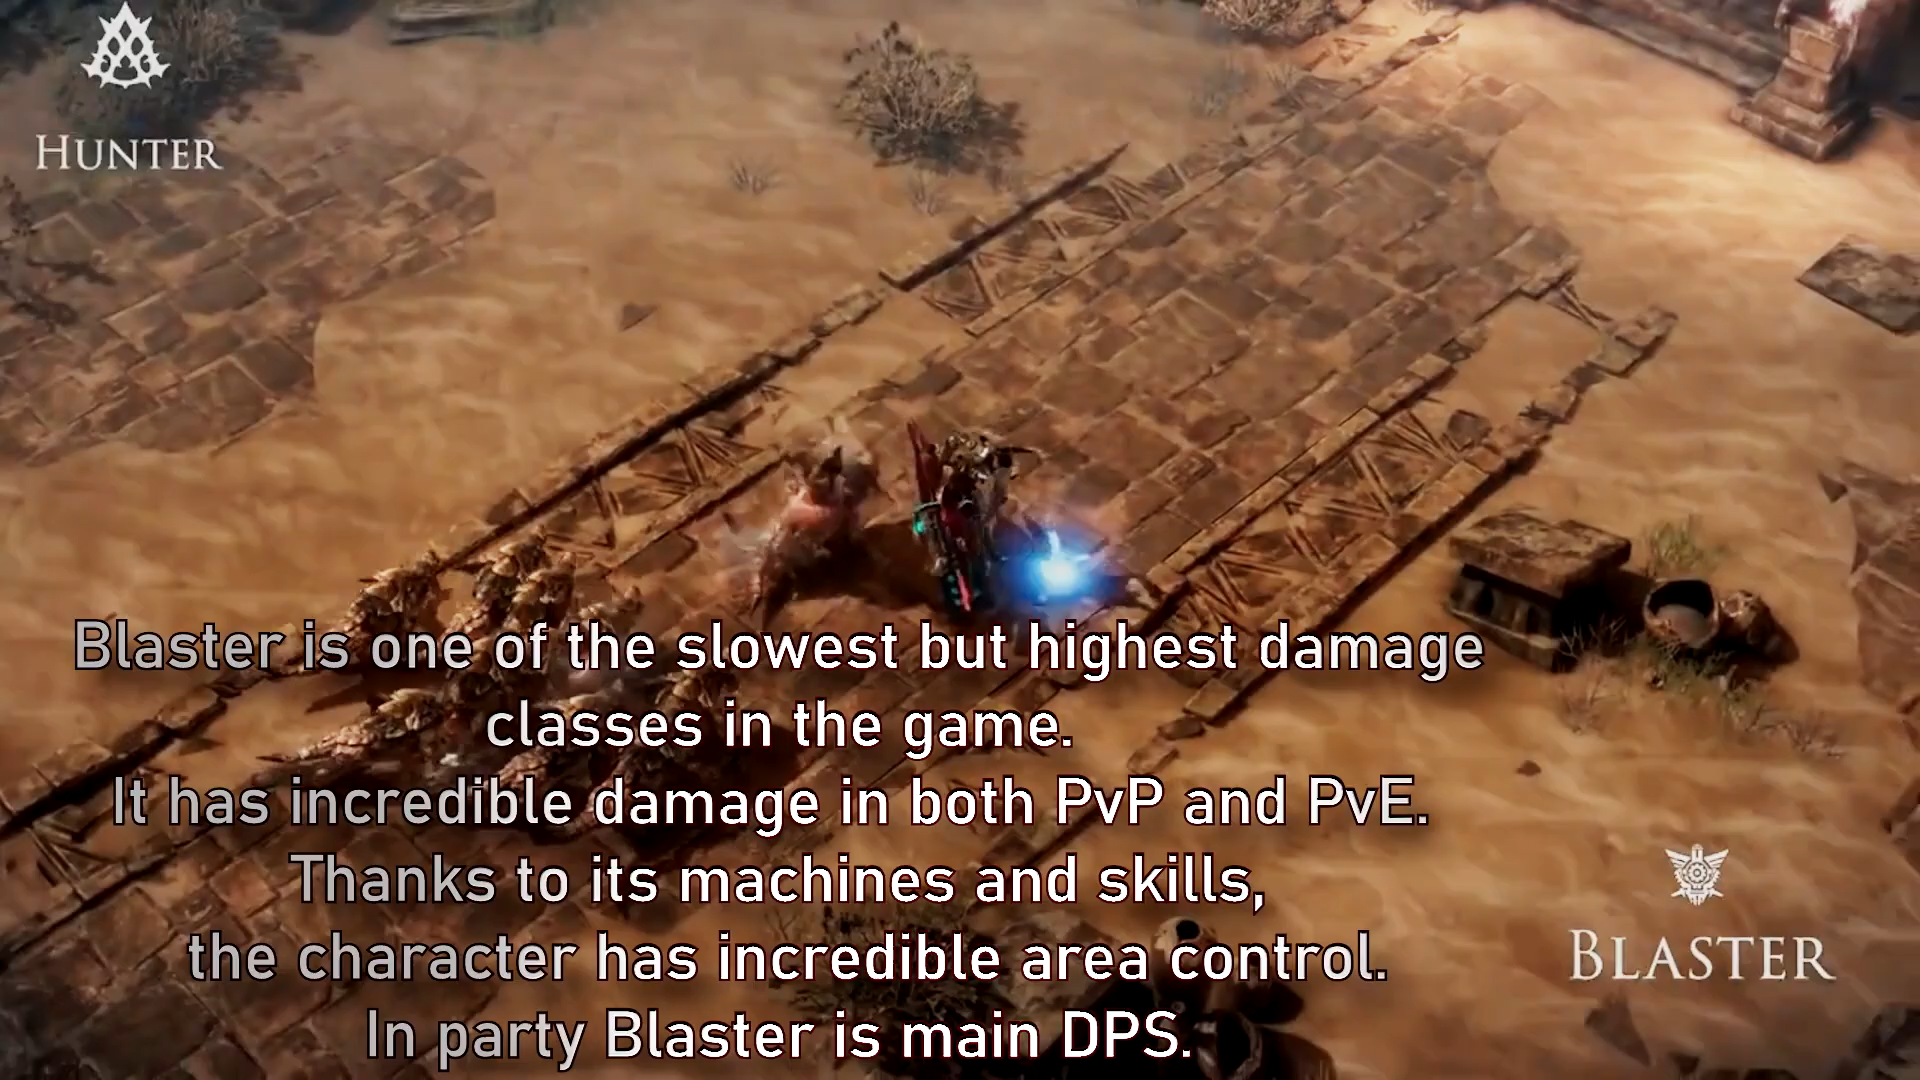 HUNTER
Blaster is one of the slowest but highest damage
classes in the game.
It has incredible damage in both PvP and PvE.
Thanks to its machines and skills,
the character has incredible area control.
In party Blaster is main DPS.
BLASTER